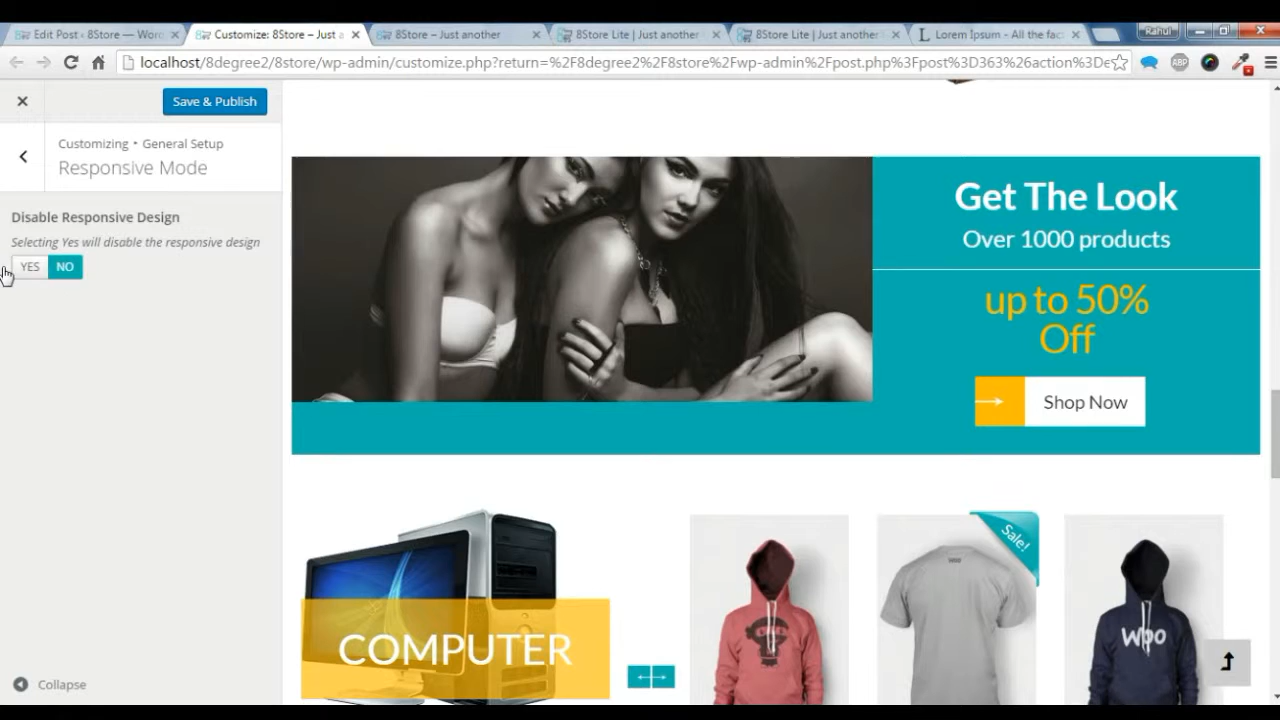 Edit Post ‹ 8Store — Wor
Customize: 8Store – Just a
8Store – Just another
8Store Lite | Just another
8Store Lite | Just another
Lorem Ipsum - All the fac
Rahul
localhost/8degree2/8store/wp-admin/customize.php?return=%2F8degree2%2F8store%2Fwp-admin%2Fpost.php%3Fpost%3D363%26action%3De
ABP
Save & Publish
Customizing • General Setup
Responsive Mode
Disable Responsive Design
Selecting Yes will disable the responsive design
YES NO
Get The Look
Over 1000 products
up to 50%
Off
Shop Now
Sale!
WOO
COMPUTER
Woo
Collapse